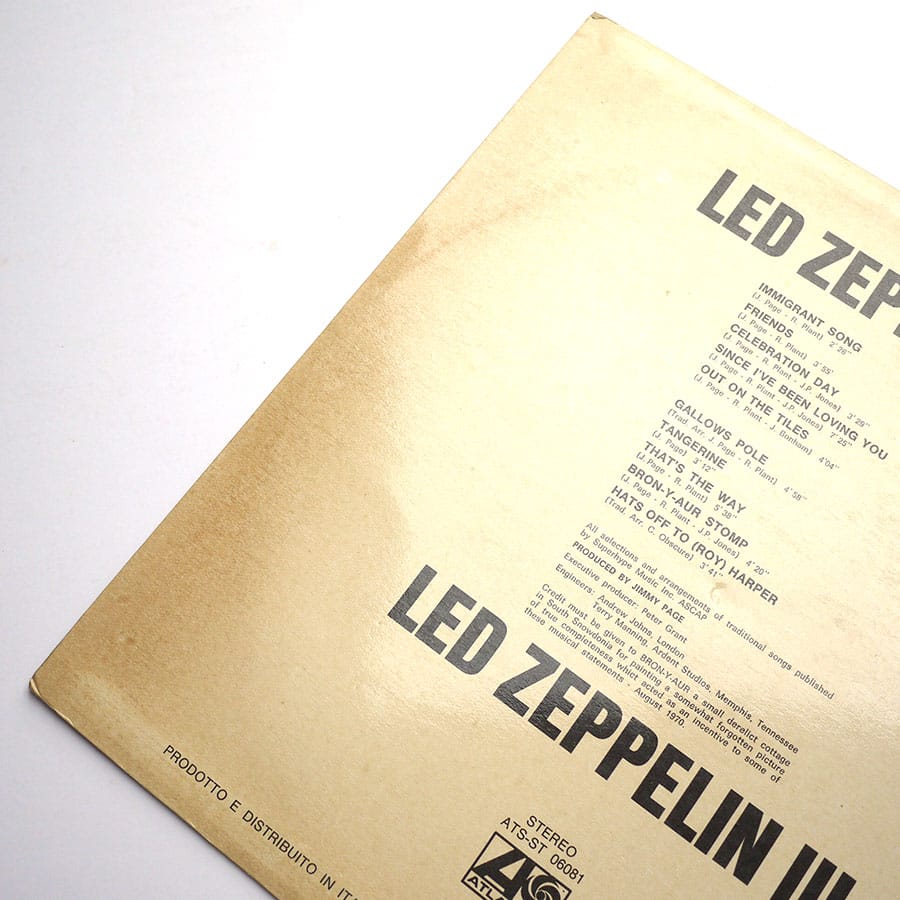 LED ZEPP
IMMIGRANT SONG
(J. Page - R. Plant) 2'26"
FRIENDS
(J. Page - R. Plant) 3'55'
CELEBRATION DAY
(J. Page - R. Plant - J.P. Jones) 3'29"
SINCE I'VE BEEN LOVING YOU
(J. Page - R. Plant - J.P. Jones) 7'25"
OUT ON THE TILES
(J. Page - R. Plant - J. Bonham) 4'04"
GALLOWS POLE
(Trad. Arr. J. Page - R. Plant) 4'58"
TANGERINE
(J. Page) 3'12"
THAT'S THE WAY
(J. Page - R. Plant) 5'38"
BRON-Y-AUR STOMP
(J. Page - R. Plant - J.P. Jones) 4'20"
HATS OFF TO (ROY) HARPER
(Trad. Arr. C. Obscure) 3'41"
All selections and arrangements of traditional songs published
by Superhype Music Inc. ASCAP
PRODUCED BY JIMMY PAGE
Executive producer: Peter Grant
Engineers: Andrew Johns, London
Terry Manning, Ardent Studios, Memphis, Tennessee
Credit must be given to BRON-Y-AUR a small derelict cottage
in South Snowdonia for painting a somewhat forgotten picture
of true completeness which acted as an incentive to some of
these musical statements - August 1970.
LED ZEPPELIN III
STEREO
ATS-ST 06081
ATLA
PRODOTTO E DISTRIBUITO IN ITA